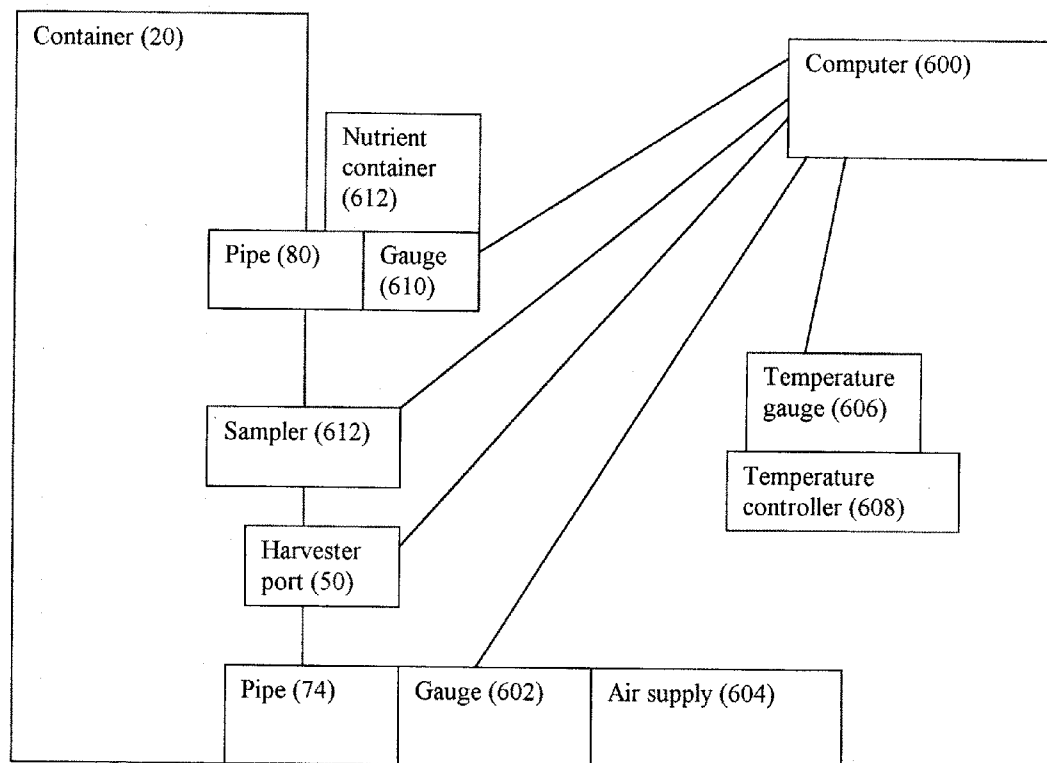 Container (20)
Computer (600)
Nutrient
container
(612)
Pipe (80)
Gauge
(610)
Temperature
gauge (606)
Sampler (612)
Temperature
controller (608)
Harvester
port (50)
Pipe (74)
Gauge (602)
Air supply (604)